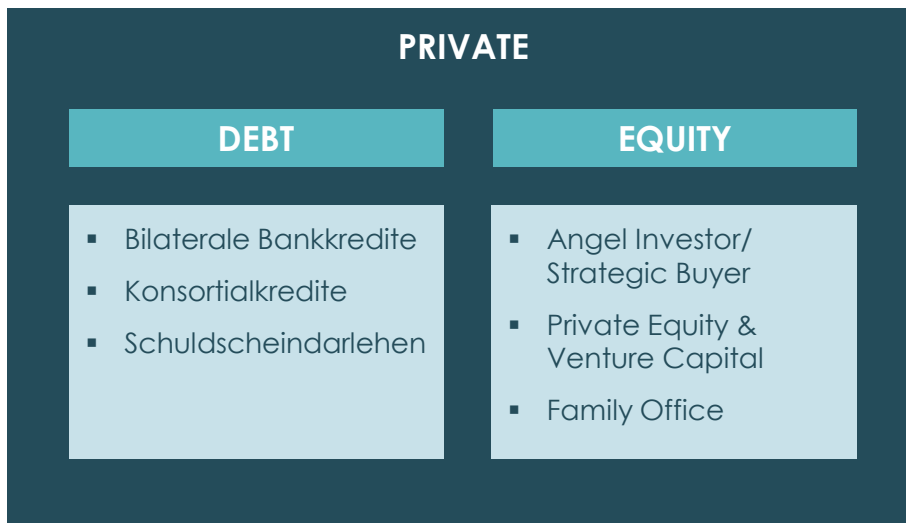 PRIVATE
DEBT
▪ Bilaterale Bankkredite
▪ Konsortialkredite
▪ Schuldscheindarlehen
EQUITY
▪ Angel Investor/
Strategic Buyer
▪ Private Equity &
Venture Capital
▪ Family Office